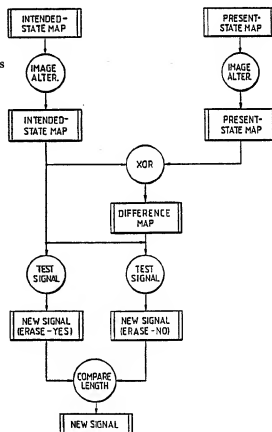 INTENDED-
STATE MAP
PRESENT-
STATE MAP
s
IMAGE
ALTER.
IMAGE
ALTER.
INTENDED-
STATE MAP
PRESENT-
STATE MAP
XOR
DIFFERENCE
MAP
TEST
SIGNAL
TEST
SIGNAL
NEW SIGNAL
(ERASE-YES)
NEW SIGNAL
(ERASE-NO)
COMPARE
LENGTH
NEW SIGNAL